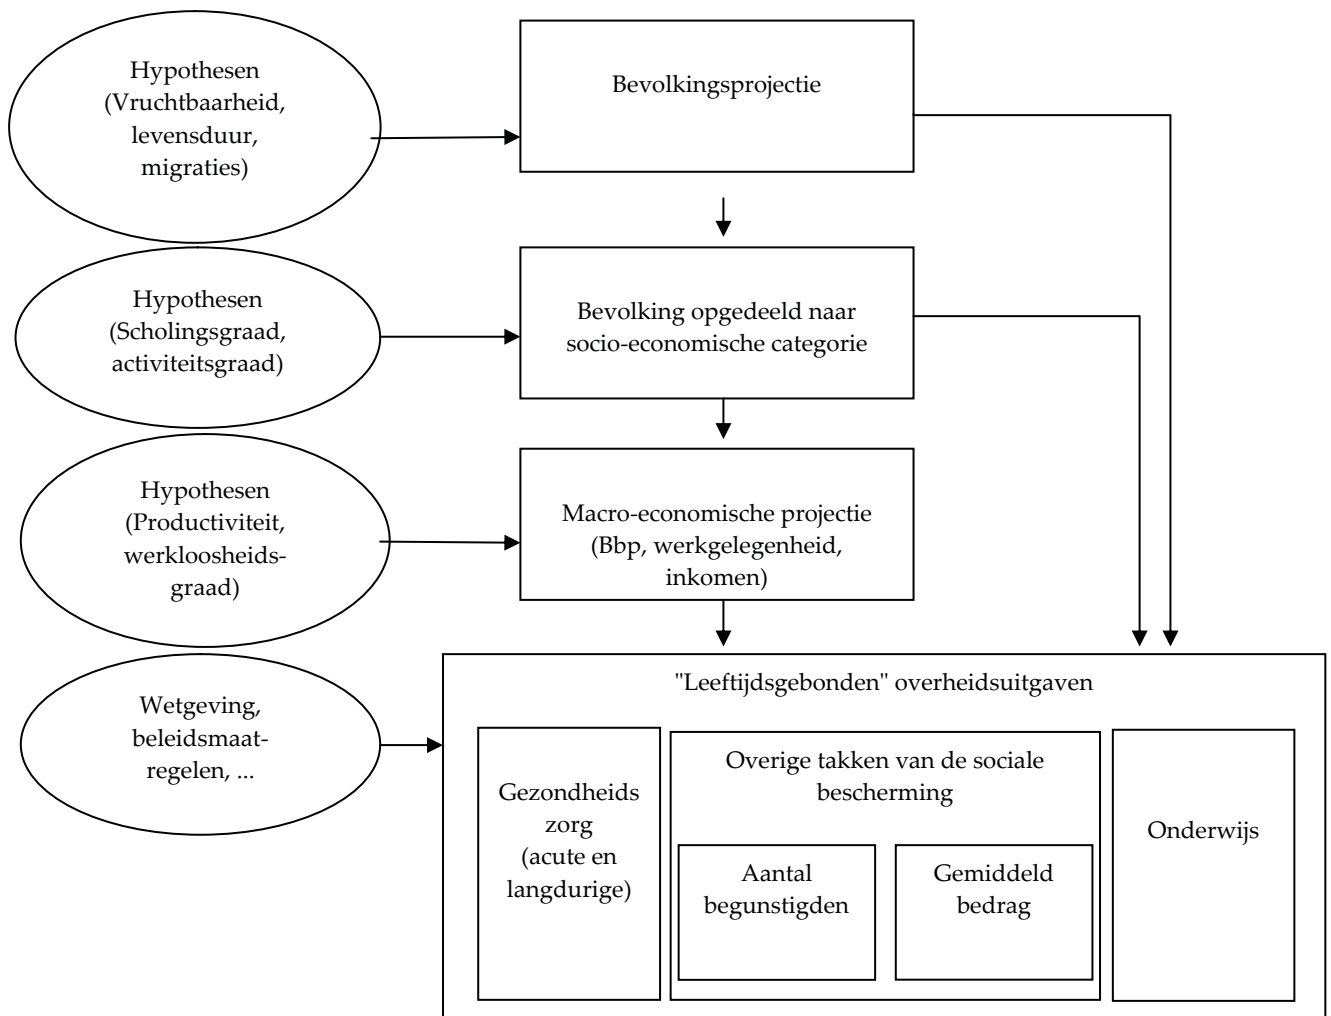 Hypothesen
(Vruchtbaarheid,
levensduur,
migraties)
Bevolkingsprojectie
Hypothesen
(Scholingsgraad,
activiteitsgraad)
Bevolking opgedeeld naar
socio-economische categorie
Hypothesen
(Productiviteit,
werkloosheids-
graad)
Macro-economische projectie
(Bbp, werkgelegenheid,
inkomen)
Wetgeving,
beleidsmaat-
regelen, ...
"Leeftijdsgebonden" overheidsuitgaven
Gezondheids
zorg
(acute en
langdurige)
Overige takken van de sociale
bescherming
Aantal
begunstigden
Gemiddeld
bedrag
Onderwijs